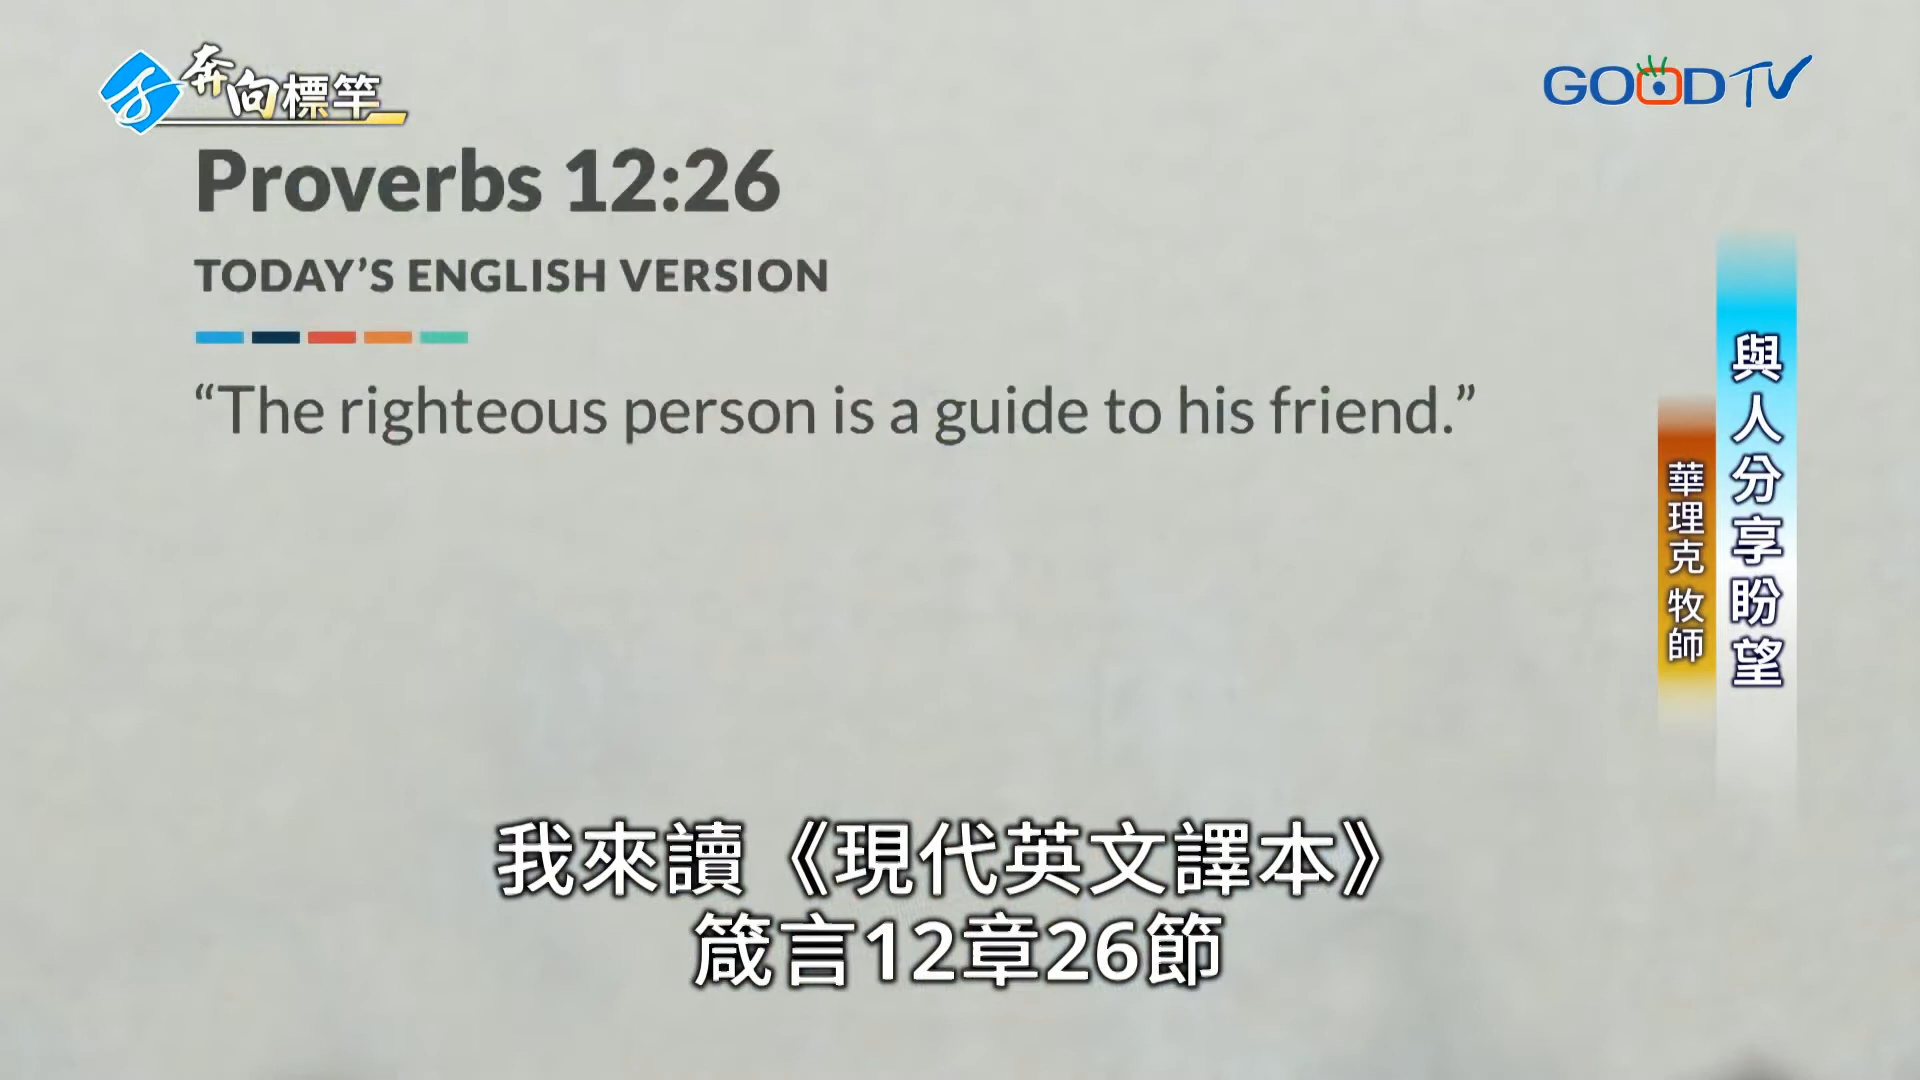 奔向標竿
GOOD TV
Proverbs 12:26
TODAY’S ENGLISH VERSION
“The righteous person is a guide to his friend.”
與人分享盼望
華理克 牧師
我來讀《現代英文譯本》
箴言12章26節